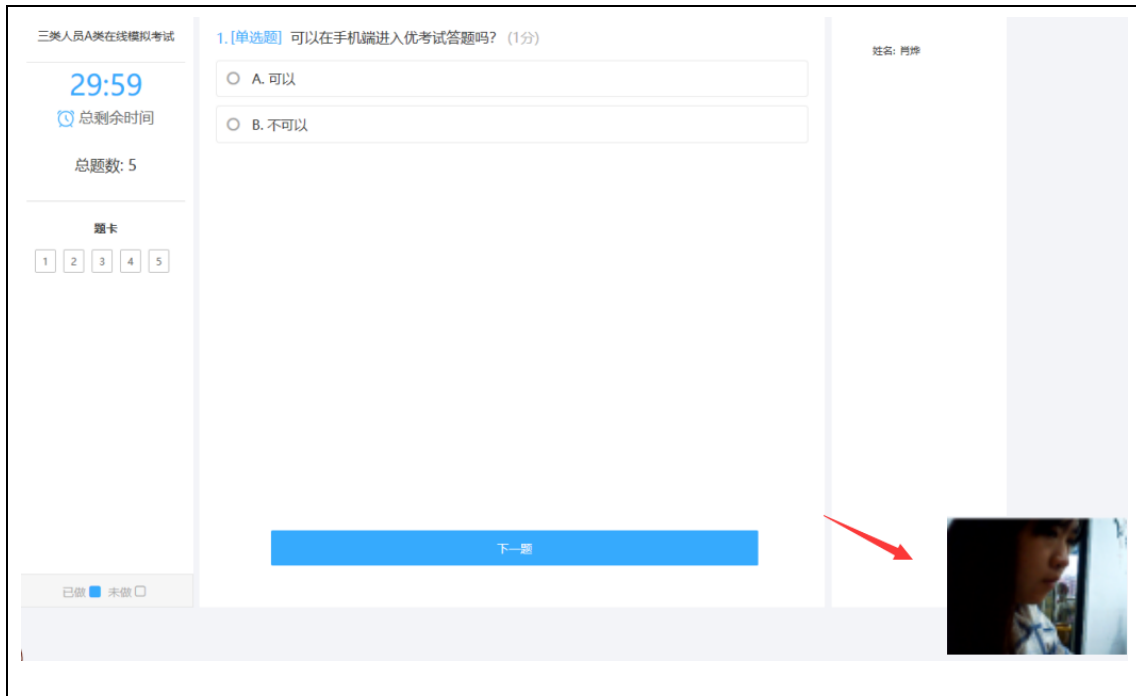 三类人员A类在线模拟考试
29:59
总剩余时间
总题数: 5
题卡
1 2 3 4 5
已做 未做
1.[单选题] 可以在手机端进入优考试答题吗? (1分)
A. 可以
B. 不可以
下一题
姓名: 肖烨